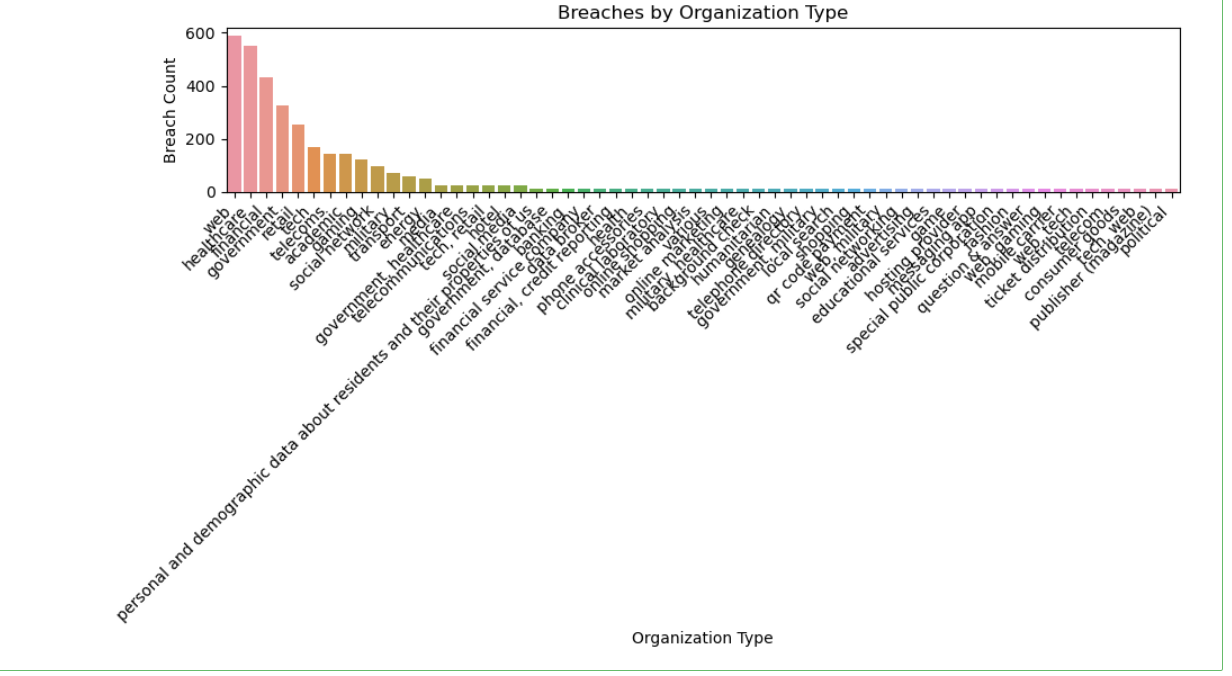 Breaches by Organization Type
Breach Count
600
400
200
0
web
healthcare
financial
government
retail
tech
telecoms
academic
gaming
social network
military
transport
energy
media
government, healthcare
telecommunications
tech, retail
hotel
social media
personal and demographic data about residents and their properties of us
government, database
banking
financial service company
data broker
financial, credit reporting
health
phone accessories
clinical laboratory
online shopping
market analysis
various
online marketing
military, healthcare
background check
humanitarian
genealogy
telephone directory
government, military
local search
shopping
qr code payment
web, military
social networking
advertising
educational services
game
hosting provider
messaging app
special public corporation
fashion
question & answer
web, gaming
mobile carrier
web, tech
ticket distribution
telecom
consumer goods
tech, web
publisher (magazine)
political
Organization Type